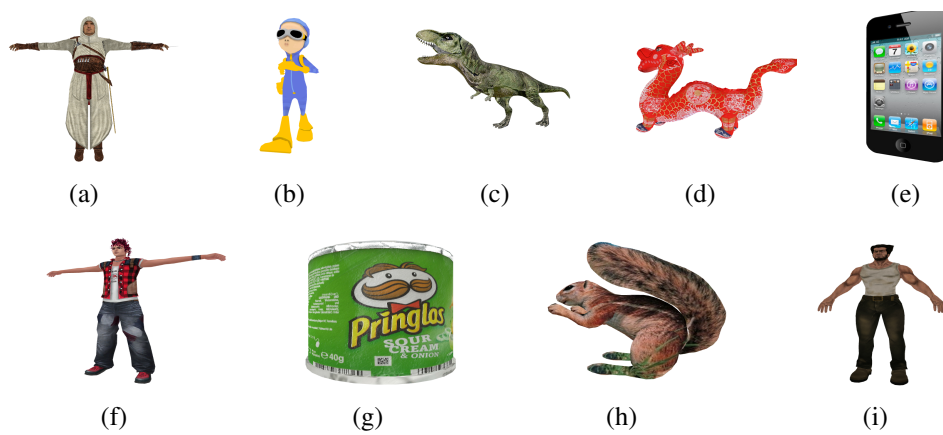 (a)
(b)
(c)
(d)
(e)
(f)
(g)
(h)
(i)
Pringles
SOUR
CREAM
& ONION
℮40g